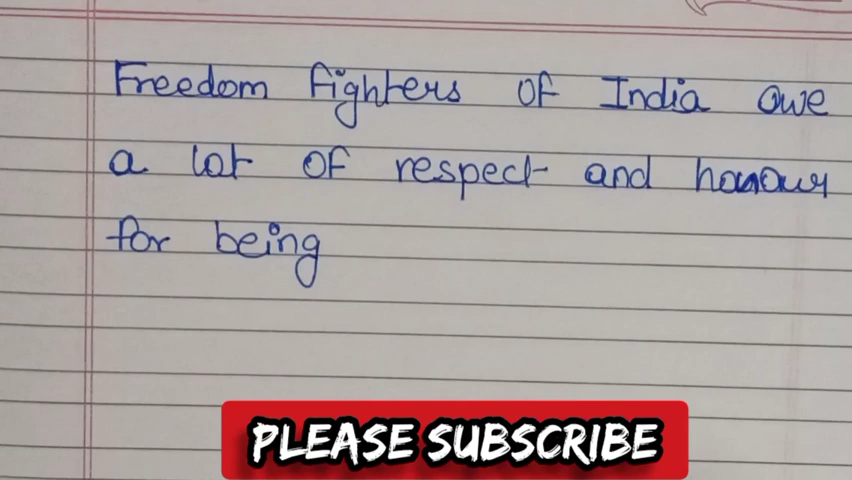 Freedom fighters of India owe
a lot of respect and honour
for being
PLEASE SUBSCRIBE